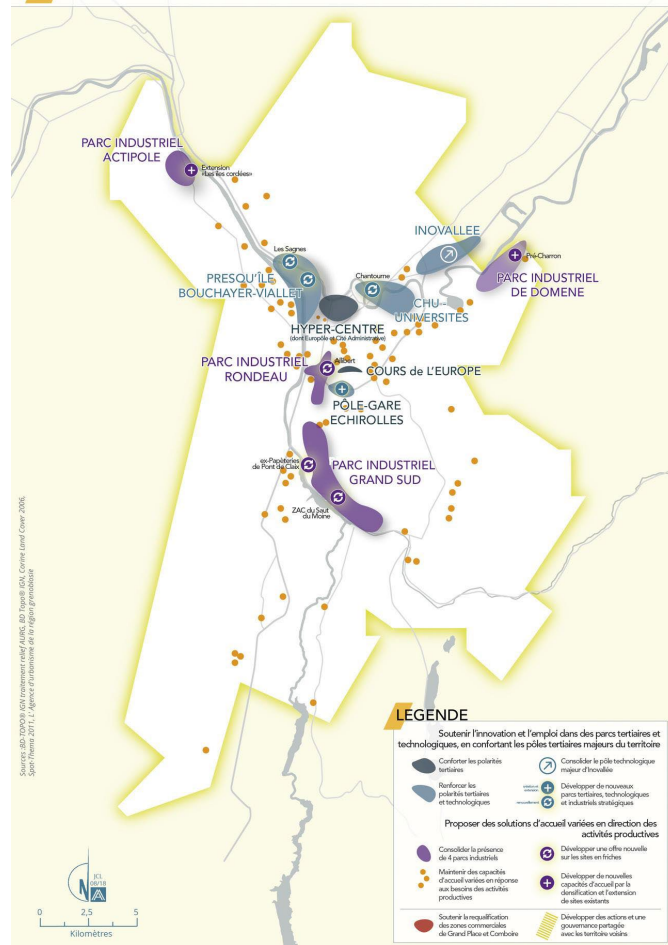 PARC INDUSTRIEL
ACTIPOLE
Extension
«Les îles cordées»
INOVALLEE
Les Sagnes
Chantourne
Pré-Charron
PRESQU'ÎLE
BOUCHAYER-VIALLET
PARC INDUSTRIEL
DE DOMENE
CHU -
UNIVERSITÉS
HYPER-CENTRE
(dont Europôle et Cité Administrative)
PARC INDUSTRIEL
RONDEAU
Allibert
COURS de L'EUROPE
PÔLE-GARE
ECHIROLLES
ex-Papèteries
de Pont de Claix
PARC INDUSTRIEL
GRAND SUD
ZAC du Saut
du Moine
Sources :BD-TOPO® IGN traitement relief AURG, BD Topo® IGN, Corine Land Cover 2006,
Spot-Thema 2011, L' Agence d'urbanisme de la région grenobloise
LEGENDE
Soutenir l'innovation et l'emploi dans des parcs tertiaires et
technologiques, en confortant les pôles tertiaires majeurs du territoire
Conforter les polarités
tertiaires
Consolider le pôle technologique
majeur d'Inovallée
Renforcer les
polarités tertiaires
et technologiques
Développer de nouveaux
parcs tertiaires, technologiques
et industriels stratégiques
Proposer des solutions d'accueil variées en direction des
activités productives
Consolider la présence
de 4 parcs industriels
Développer une offre nouvelle
sur les sites en friches
Maintenir des capacités
d'accueil variées en réponse
aux besoins des activités
productives
Développer de nouvelles
capacités d'accueil par la
densification et l'extension
de sites existants
Soutenir la requalification
des zones commerciales
de Grand Place et Comboire
Développer des actions et une
gouvernance partagée
avec les territoire voisins
N
JCL
08/18
0 2,5 5
Kilomètres